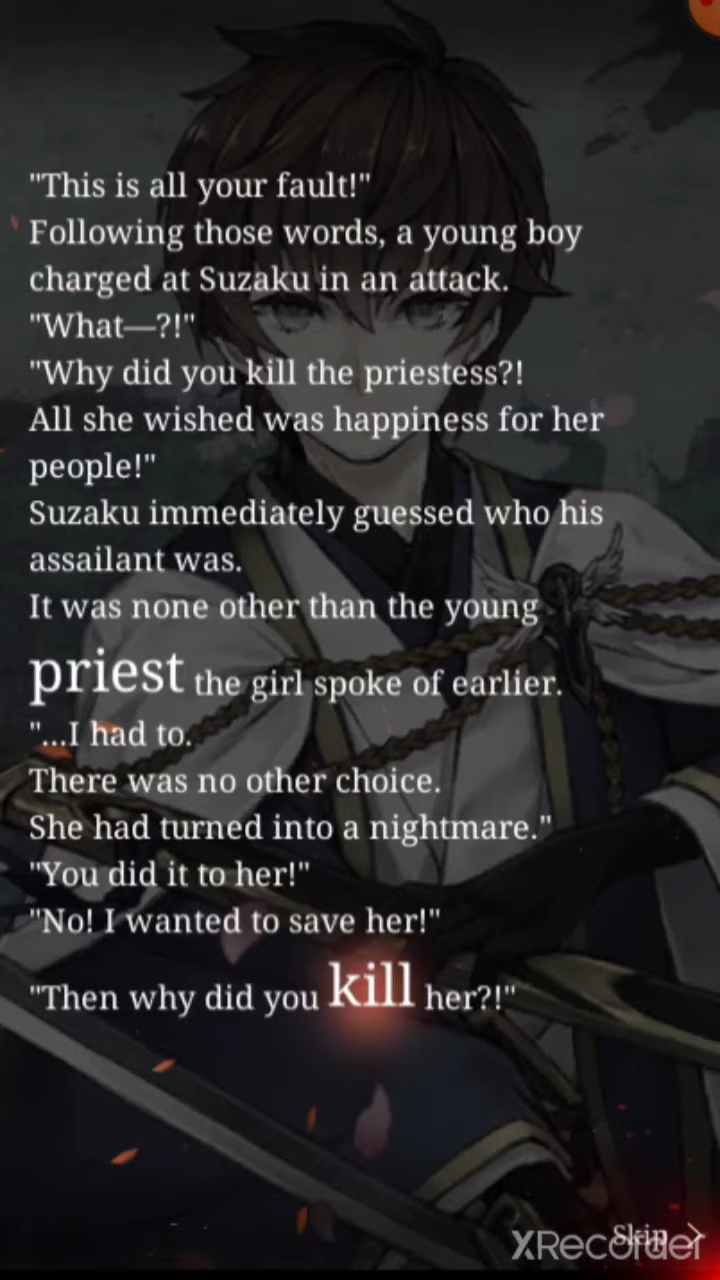 "This is all your fault!"
Following those words, a young boy
charged at Suzaku in an attack.
"What—?!"
"Why did you kill the priestess?!
All she wished was happiness for her
people!"
Suzaku immediately guessed who his
assailant was.
It was none other than the young
priest the girl spoke of earlier.
"...I had to.
There was no other choice.
She had turned into a nightmare."
"You did it to her!"
"No! I wanted to save her!"
"Then why did you kill her?!"
Skip >
XRecorder